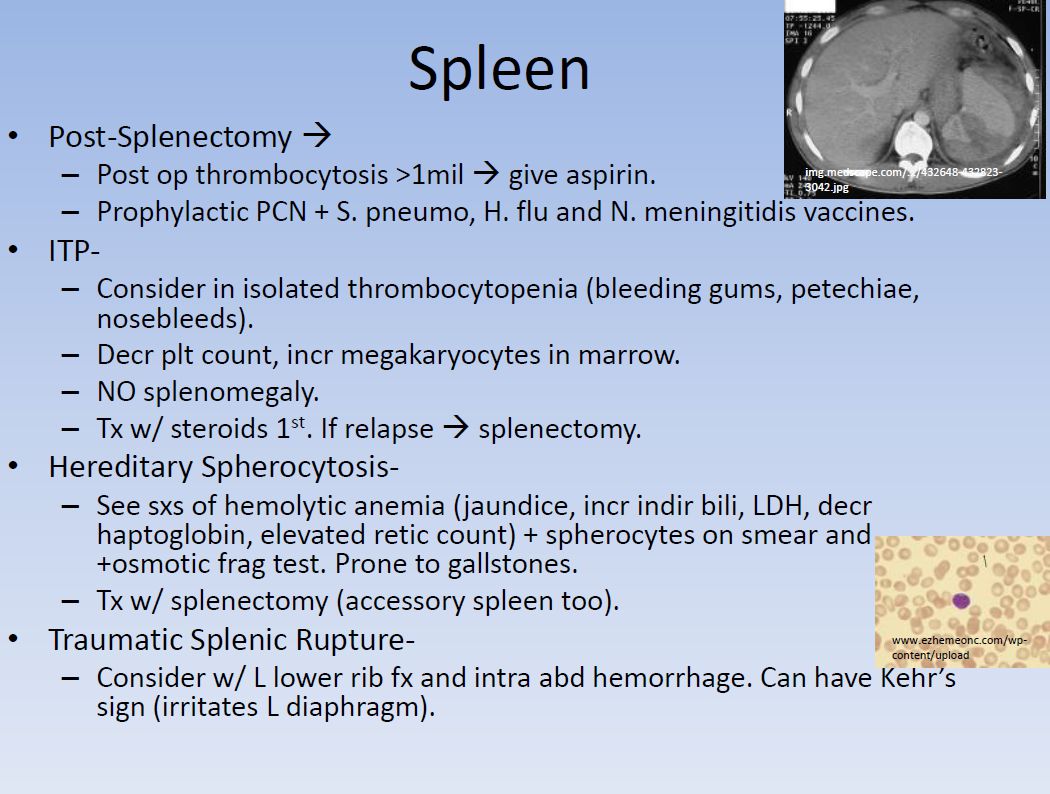 Spleen
07:55:25.45
TP -1244.0
IMA 16
SPI 3
F-SP-CR
R
img.medscape.com/.../432648-432823-
3042.jpg
• Post-Splenectomy →
– Post op thrombocytosis >1mil → give aspirin.
– Prophylactic PCN + S. pneumo, H. flu and N. meningitidis vaccines.
• ITP-
– Consider in isolated thrombocytopenia (bleeding gums, petechiae,
nosebleeds).
– Decr plt count, incr megakaryocytes in marrow.
– NO splenomegaly.
– Tx w/ steroids 1st. If relapse → splenectomy.
• Hereditary Spherocytosis-
– See sxs of hemolytic anemia (jaundice, incr indir bili, LDH, decr
haptoglobin, elevated retic count) + spherocytes on smear and
+osmotic frag test. Prone to gallstones.
– Tx w/ splenectomy (accessory spleen too).
www.ezhemeonc.com/wp-
content/upload
• Traumatic Splenic Rupture-
– Consider w/ L lower rib fx and intra abd hemorrhage. Can have Kehr's
sign (irritates L diaphragm).